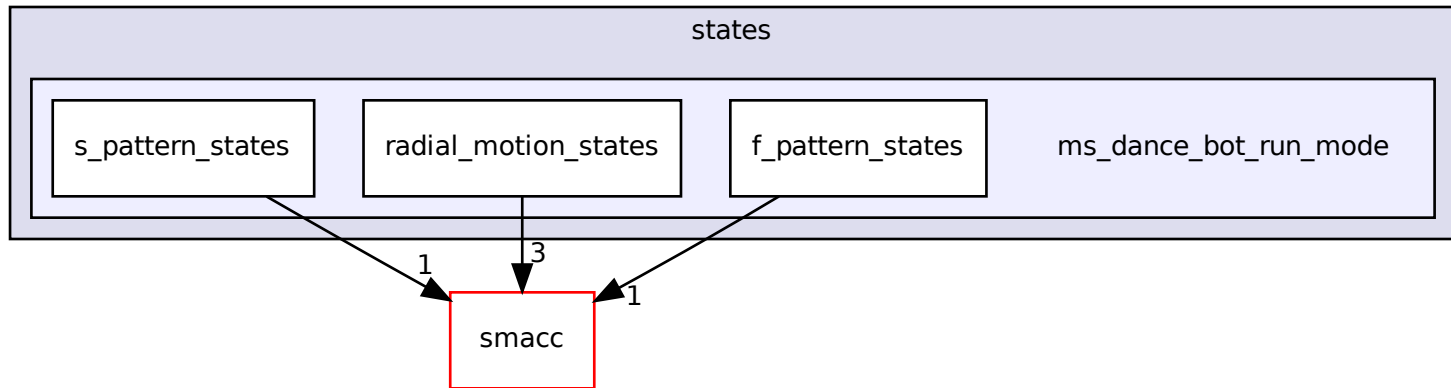 states
s_pattern_states
radial_motion_states
f_pattern_states
ms_dance_bot_run_mode
1
3
1
smacc